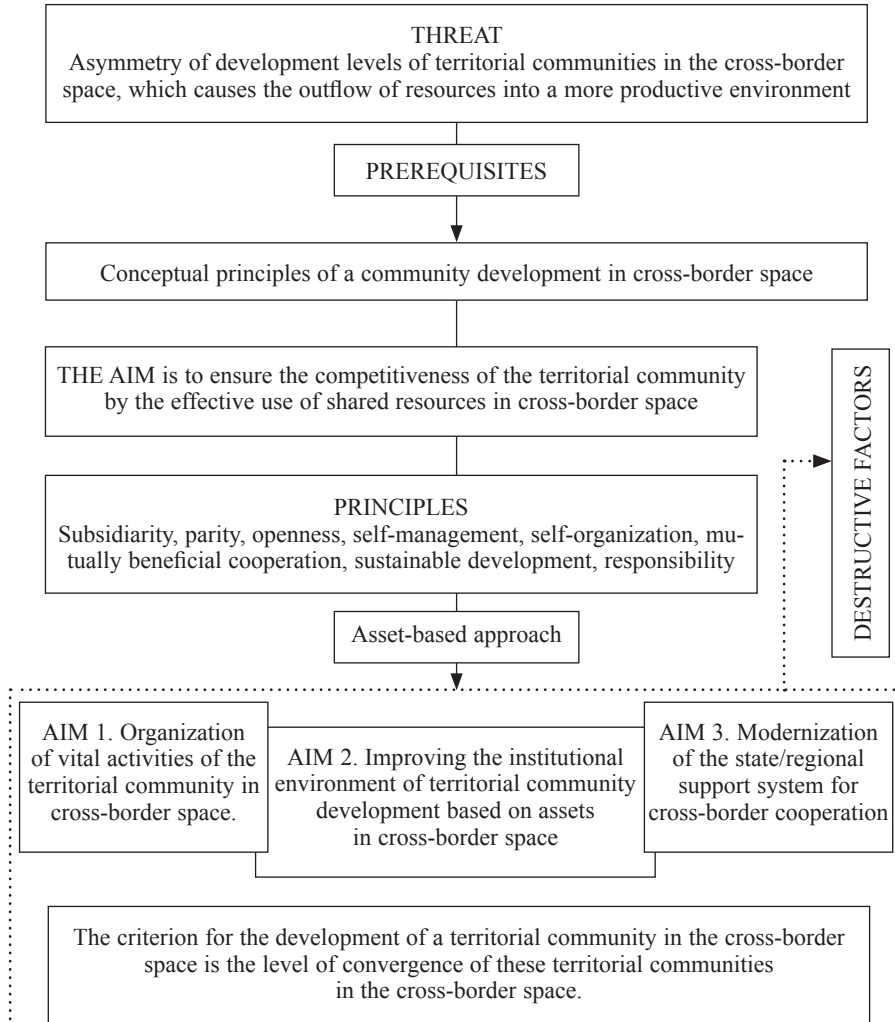 THREAT
Asymmetry of development levels of territorial communities in the cross-border
space, which causes the outflow of resources into a more productive environment
PREREQUISITES
Conceptual principles of a community development in cross-border space
THE AIM is to ensure the competitiveness of the territorial community
by the effective use of shared resources in cross-border space
DESTRUCTIVE FACTORS
PRINCIPLES
Subsidiarity, parity, openness, self-management, self-organization, mu-
tually beneficial cooperation, sustainable development, responsibility
Asset-based approach
AIM 1. Organization
of vital activities of the
territorial community in
cross-border space.
AIM 2. Improving the institutional
environment of territorial community
development based on assets
in cross-border space
AIM 3. Modernization
of the state/regional
support system for
cross-border cooperation
The criterion for the development of a territorial community in the cross-border
space is the level of convergence of these territorial communities
in the cross-border space.